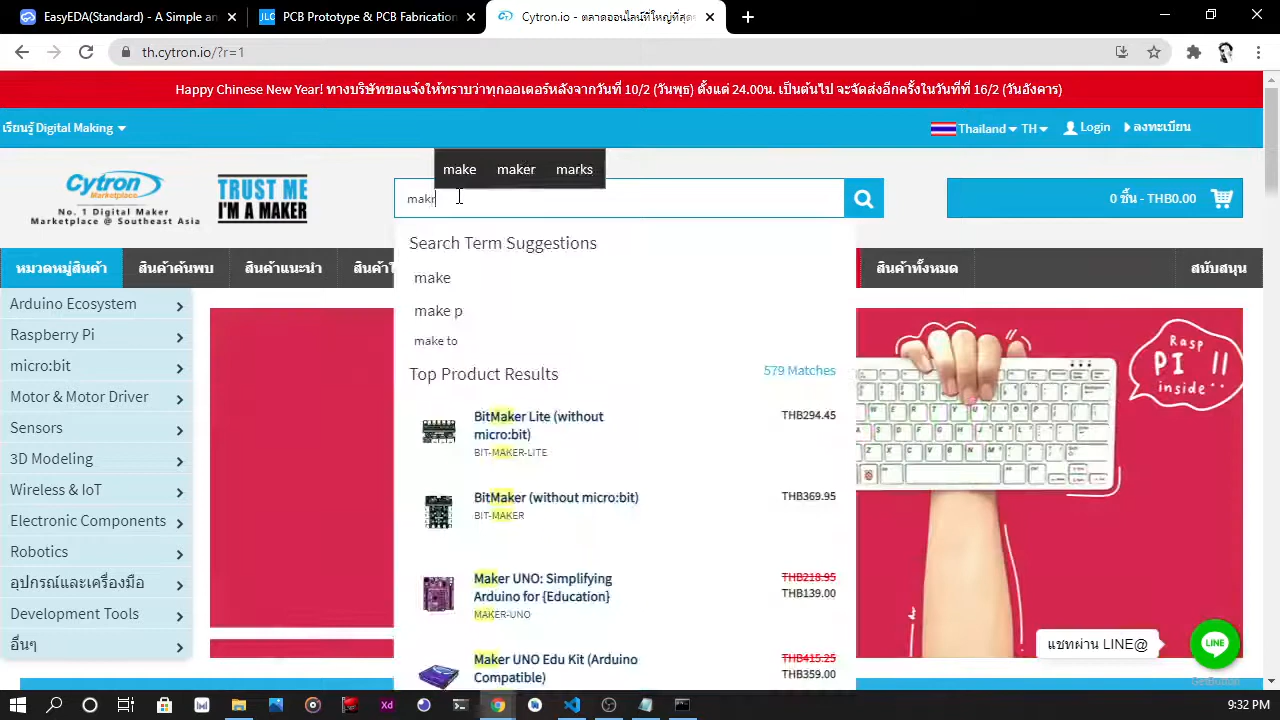 EasyEDA(Standard) - A Simple an
JLC
PCB Prototype & PCB Fabrication
Cytron.io - ตลาดออนไลน์ที่ใหญ่ที่สุด
th.cytron.io/?r=1
Happy Chinese New Year! ทางบริษัทขอแจ้งให้ทราบว่าทุกออเดอร์หลังจากวันที่ 10/2 (วันพุธ) ตั้งแต่ 24.00น. เป็นต้นไป จะจัดส่งอีกครั้งในวันที่ที่ 16/2 (วันอังคาร)
เรียนรู้ Digital Making
Thailand
TH
Login
ลงทะเบียน
make maker marks
Cytron
Marketplace
No. 1 Digital Maker
Marketplace @ Southeast Asia
TRUST ME
I'M A MAKER
makr
0 ชิ้น - THB0.00
หมวดหมู่สินค้า
สินค้าค้นพบ
สินค้าแนะนำ
สินค้าทั้งหมด
สนับสนุน
Arduino Ecosystem
Raspberry Pi
micro:bit
Motor & Motor Driver
Sensors
3D Modeling
Wireless & IoT
Electronic Components
Robotics
อุปกรณ์และเครื่องมือ
Development Tools
อื่นๆ
Search Term Suggestions
make
make p
make to
Top Product Results
579 Matches
BitMaker Lite (without
micro:bit)
BIT-MAKER-LITE
THB294.45
BitMaker (without micro:bit)
BIT-MAKER
THB369.95
Maker UNO: Simplifying
Arduino for {Education}
MAKER-UNO
THB218.95
THB139.00
Maker UNO Edu Kit (Arduino
Compatible)
THB415.25
THB359.00
Rasp
PI
inside
แชทผ่าน LINE@
LINE
GetButton
Xd
9:32 PM